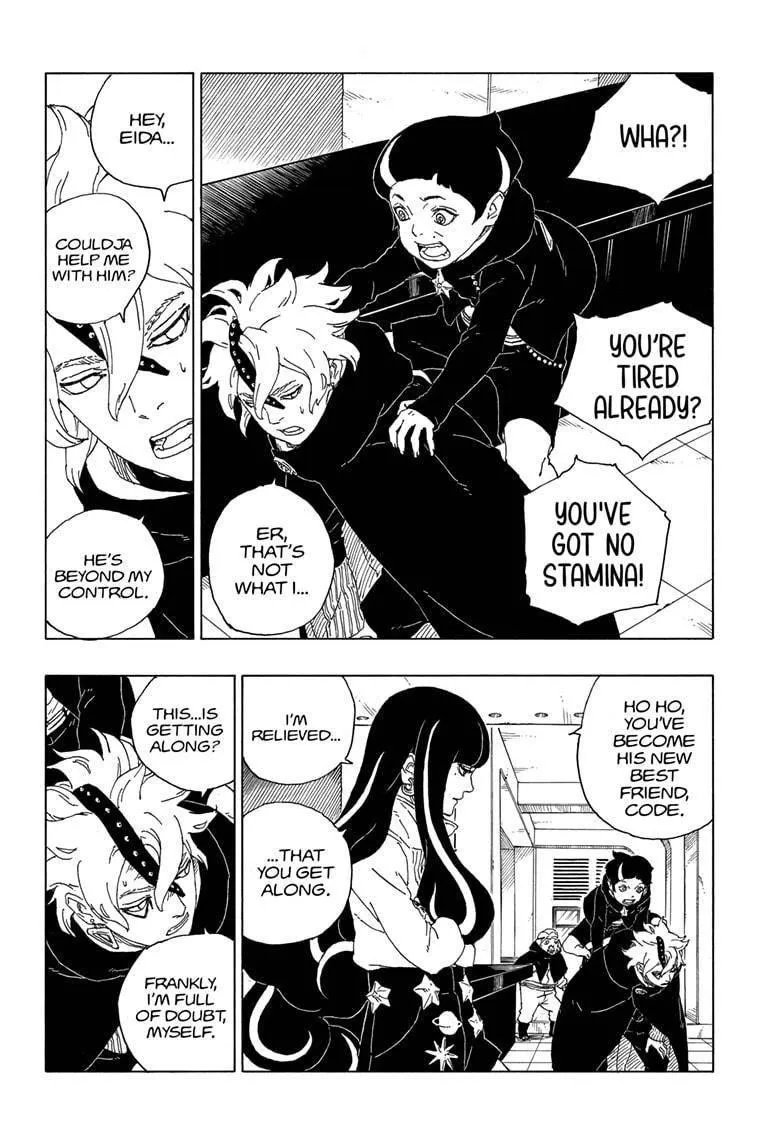 WHA?!
YOU'RE
TIRED
ALREADY?
YOU'VE
GOT NO
STAMINA!
ER,
THAT'S
NOT
WHAT I...
HEY,
EIDA...
COULDJA
HELP ME
WITH HIM?
HE'S
BEYOND MY
CONTROL.
HO HO,
YOU'VE
BECOME
HIS NEW
BEST
FRIEND,
CODE.
I'M
RELIEVED...
...THAT
YOU GET
ALONG.
THIS...IS
GETTING
ALONG?
FRANKLY,
I'M FULL
OF DOUBT,
MYSELF.